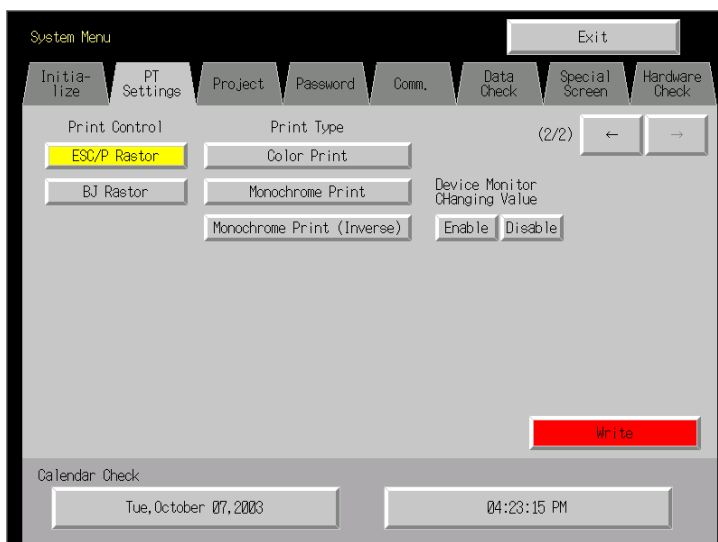 System Menu
Exit
Initia-
lize
PT
Settings
Project
Password
Comm.
Data
Check
Special
Screen
Hardware
Check
Print Control
Print Type
(2/2)
←
→
ESC/P Rastor
Color Print
BJ Rastor
Monochrome Print
Device Monitor
CHanging Value
Monochrome Print (Inverse)
Enable
Disable
Write
Calendar Check
Tue,October 07,2003
04:23:15 PM